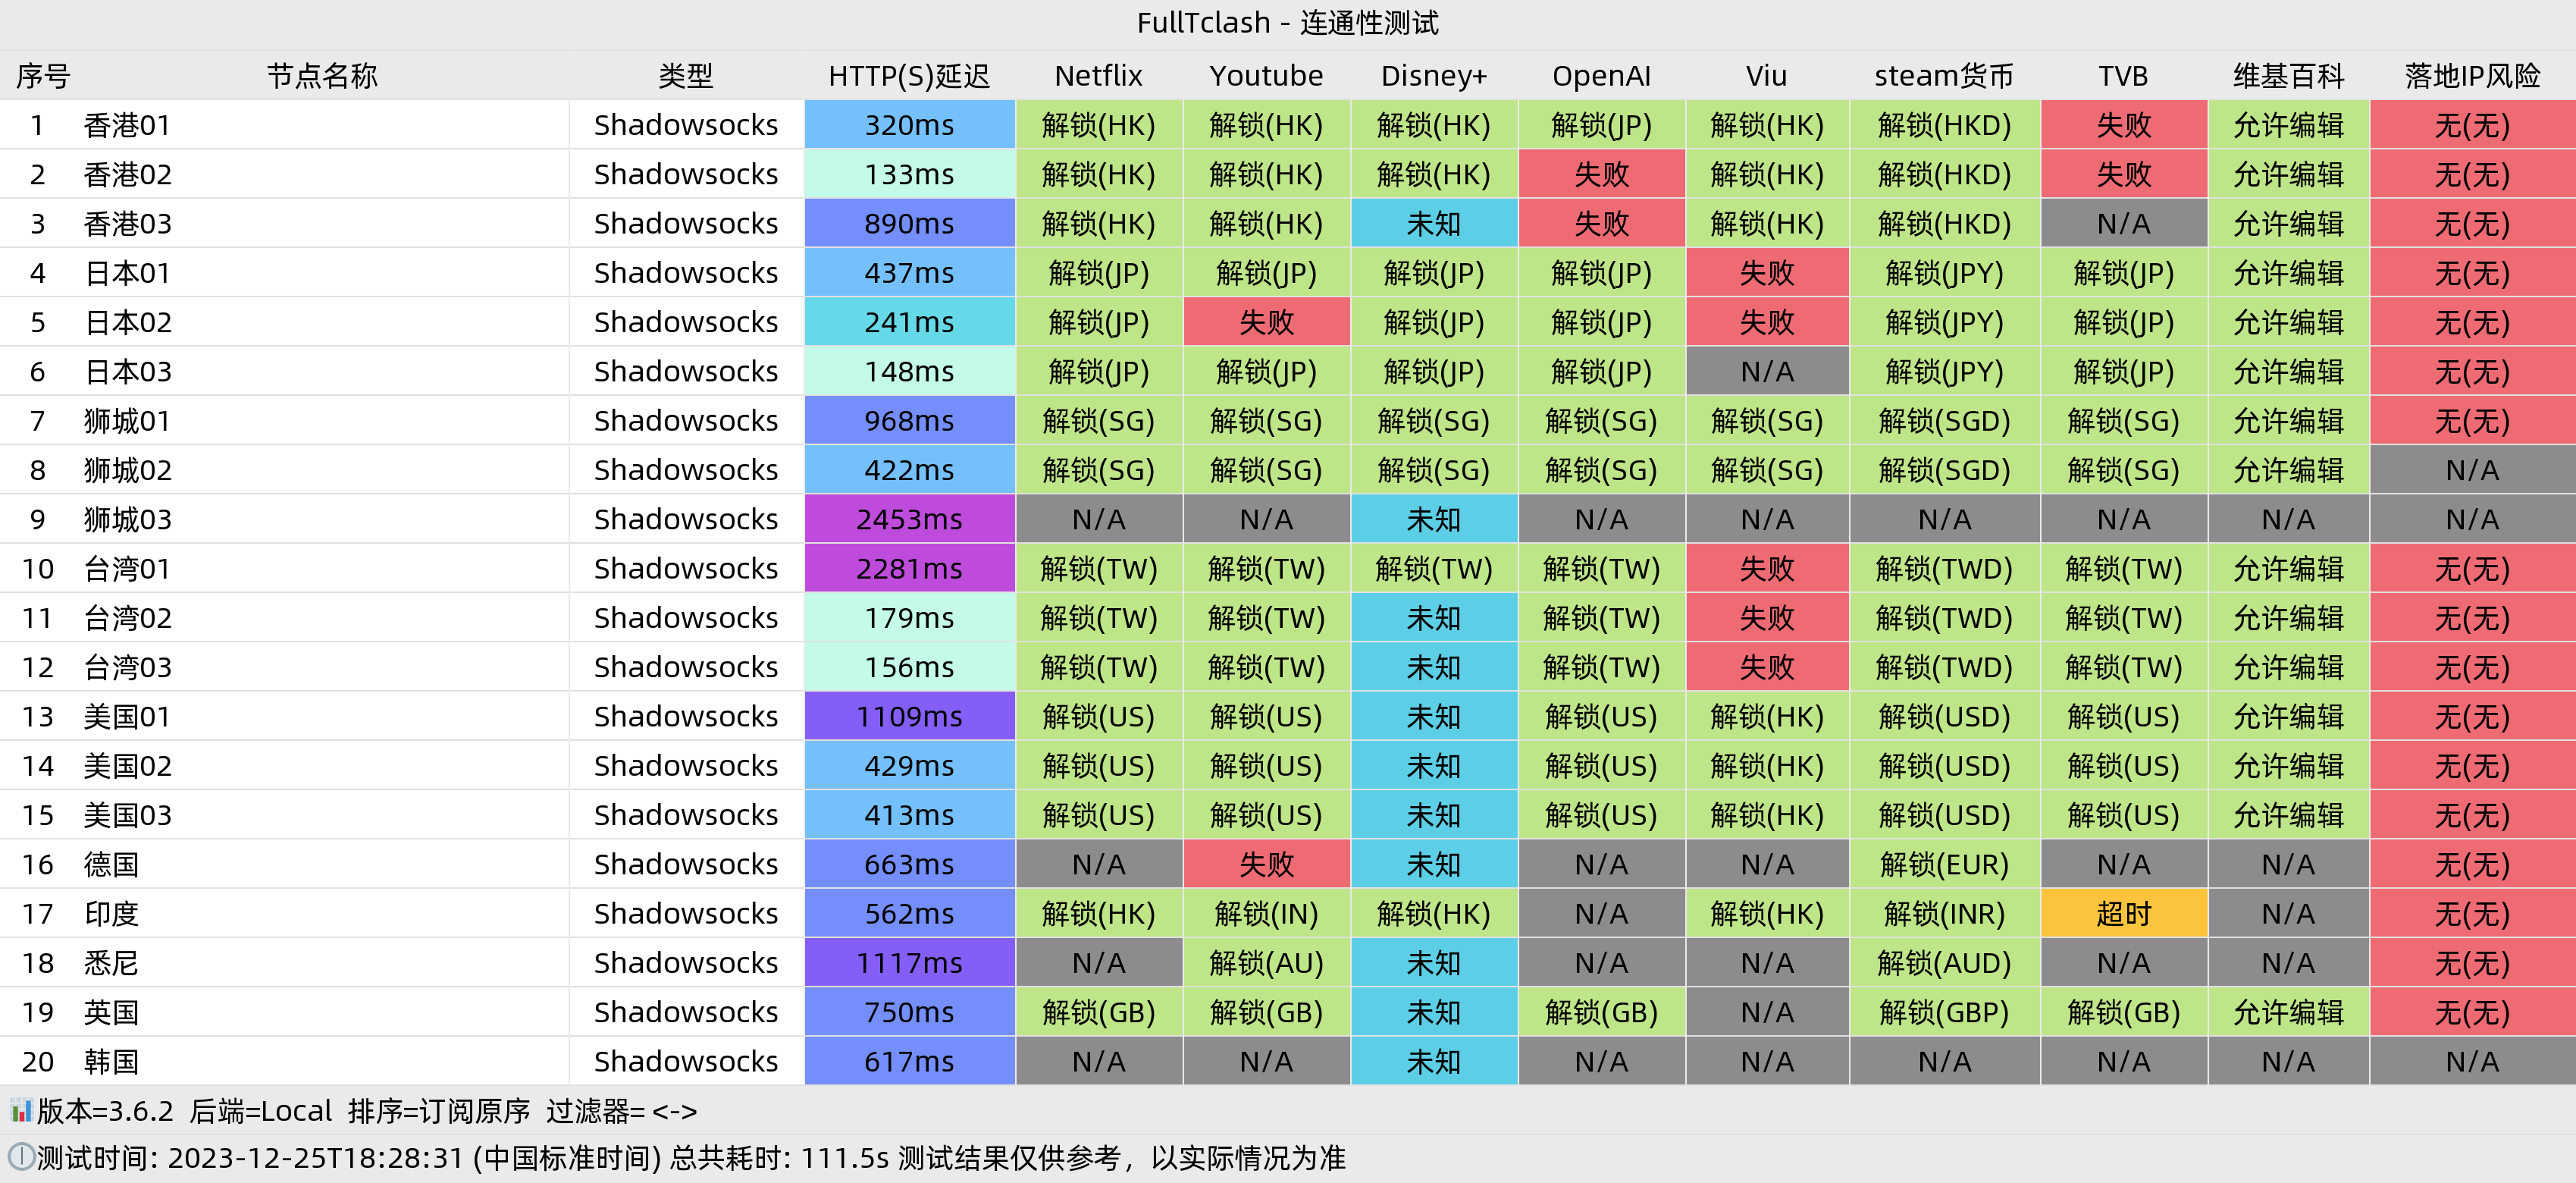 FullTclash - 连通性测试
序号 节点名称 类型 HTTP(S)延迟 Netflix Youtube Disney+ OpenAI Viu steam货币 TVB 维基百科 落地IP风险
1 香港01 Shadowsocks 320ms 解锁(HK) 解锁(HK) 解锁(HK) 解锁(JP) 解锁(HK) 解锁(HKD) 失败 允许编辑 无(无)
2 香港02 Shadowsocks 133ms 解锁(HK) 解锁(HK) 解锁(HK) 失败 解锁(HK) 解锁(HKD) 失败 允许编辑 无(无)
3 香港03 Shadowsocks 890ms 解锁(HK) 解锁(HK) 未知 失败 解锁(HK) 解锁(HKD) N/A 允许编辑 无(无)
4 日本01 Shadowsocks 437ms 解锁(JP) 解锁(JP) 解锁(JP) 解锁(JP) 失败 解锁(JPY) 解锁(JP) 允许编辑 无(无)
5 日本02 Shadowsocks 241ms 解锁(JP) 失败 解锁(JP) 解锁(JP) 失败 解锁(JPY) 解锁(JP) 允许编辑 无(无)
6 日本03 Shadowsocks 148ms 解锁(JP) 解锁(JP) 解锁(JP) 解锁(JP) N/A 解锁(JPY) 解锁(JP) 允许编辑 无(无)
7 狮城01 Shadowsocks 968ms 解锁(SG) 解锁(SG) 解锁(SG) 解锁(SG) 解锁(SG) 解锁(SGD) 解锁(SG) 允许编辑 无(无)
8 狮城02 Shadowsocks 422ms 解锁(SG) 解锁(SG) 解锁(SG) 解锁(SG) 解锁(SG) 解锁(SGD) 解锁(SG) 允许编辑 N/A
9 狮城03 Shadowsocks 2453ms N/A N/A 未知 N/A N/A N/A N/A N/A N/A
10 台湾01 Shadowsocks 2281ms 解锁(TW) 解锁(TW) 解锁(TW) 解锁(TW) 失败 解锁(TWD) 解锁(TW) 允许编辑 无(无)
11 台湾02 Shadowsocks 179ms 解锁(TW) 解锁(TW) 未知 解锁(TW) 失败 解锁(TWD) 解锁(TW) 允许编辑 无(无)
12 台湾03 Shadowsocks 156ms 解锁(TW) 解锁(TW) 未知 解锁(TW) 失败 解锁(TWD) 解锁(TW) 允许编辑 无(无)
13 美国01 Shadowsocks 1109ms 解锁(US) 解锁(US) 未知 解锁(US) 解锁(HK) 解锁(USD) 解锁(US) 允许编辑 无(无)
14 美国02 Shadowsocks 429ms 解锁(US) 解锁(US) 未知 解锁(US) 解锁(HK) 解锁(USD) 解锁(US) 允许编辑 无(无)
15 美国03 Shadowsocks 413ms 解锁(US) 解锁(US) 未知 解锁(US) 解锁(HK) 解锁(USD) 解锁(US) 允许编辑 无(无)
16 德国 Shadowsocks 663ms N/A 失败 未知 N/A N/A 解锁(EUR) N/A N/A 无(无)
17 印度 Shadowsocks 562ms 解锁(HK) 解锁(IN) 解锁(HK) N/A 解锁(HK) 解锁(INR) 超时 N/A 无(无)
18 悉尼 Shadowsocks 1117ms N/A 解锁(AU) 未知 N/A N/A 解锁(AUD) N/A N/A 无(无)
19 英国 Shadowsocks 750ms 解锁(GB) 解锁(GB) 未知 解锁(GB) N/A 解锁(GBP) 解锁(GB) 允许编辑 无(无)
20 韩国 Shadowsocks 617ms N/A N/A 未知 N/A N/A N/A N/A N/A N/A
版本=3.6.2 后端=Local 排序=订阅原序 过滤器= <->
测试时间: 2023-12-25T18:28:31 (中国标准时间) 总共耗时: 111.5s 测试结果仅供参考，以实际情况为准